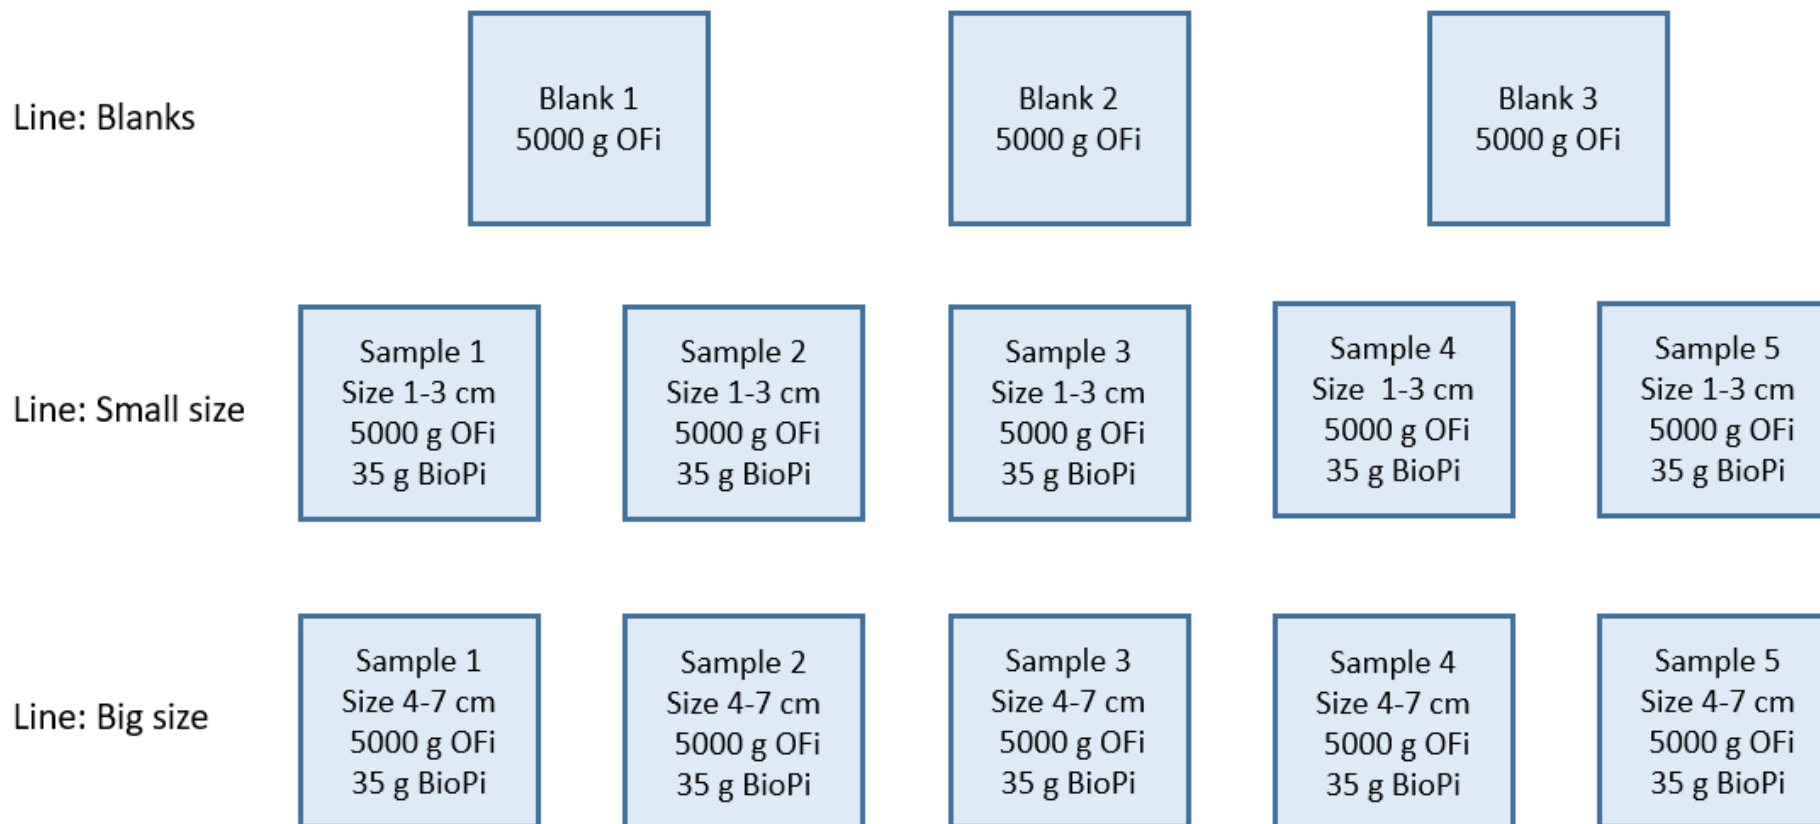 Line: Blanks
Blank 1
5000 g OFi
Blank 2
5000 g OFi
Blank 3
5000 g OFi
Line: Small size
Sample 1
Size 1-3 cm
5000 g OFi
35 g BioPi
Sample 2
Size 1-3 cm
5000 g OFi
35 g BioPi
Sample 3
Size 1-3 cm
5000 g OFi
35 g BioPi
Sample 4
Size  1-3 cm
5000 g OFi
35 g BioPi
Sample 5
Size 1-3 cm
5000 g OFi
35 g BioPi
Line: Big size
Sample 1
Size 4-7 cm
5000 g OFi
35 g BioPi
Sample 2
Size 4-7 cm
5000 g OFi
35 g BioPi
Sample 3
Size 4-7 cm
5000 g OFi
35 g BioPi
Sample 4
Size 4-7 cm
5000 g OFi
35 g BioPi
Sample 5
Size 4-7 cm
5000 g OFi
35 g BioPi